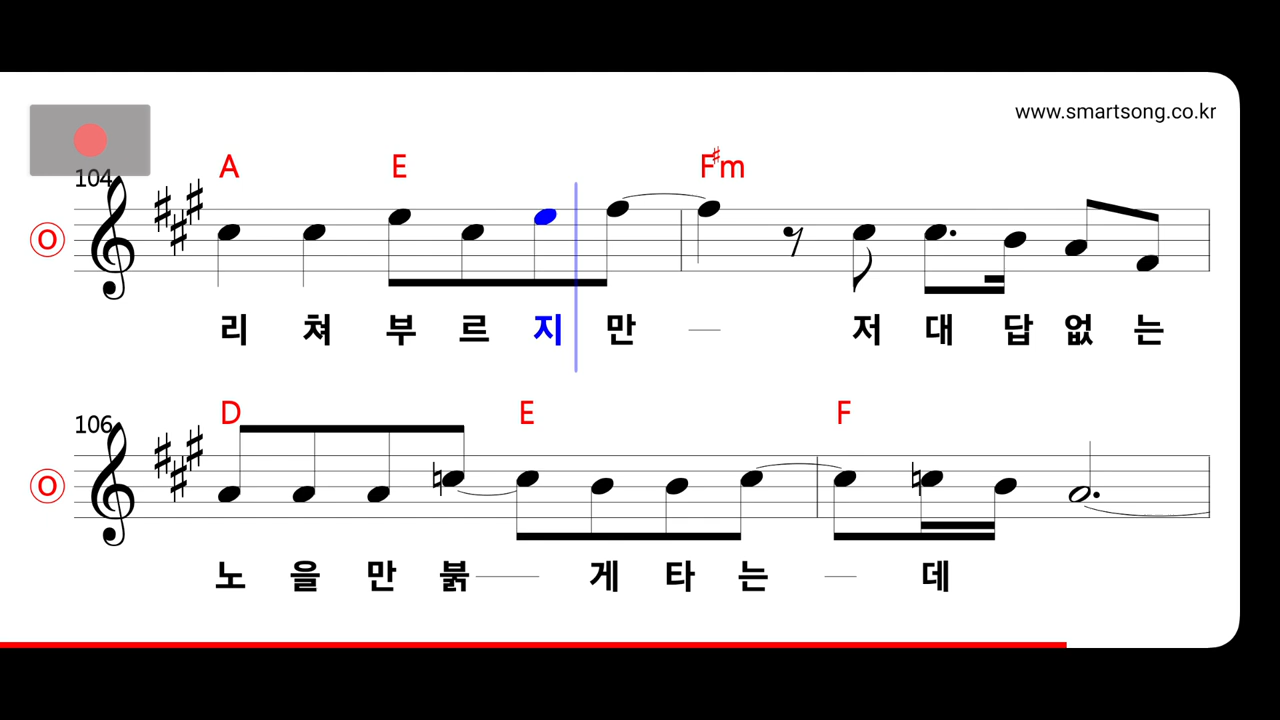 www.smartsong.co.kr
104
A E F♯m
O
리 쳐 부 르 지 만 저 대 답 없 는
106
D E F
O
노 을 만 붉 게 타 는 데